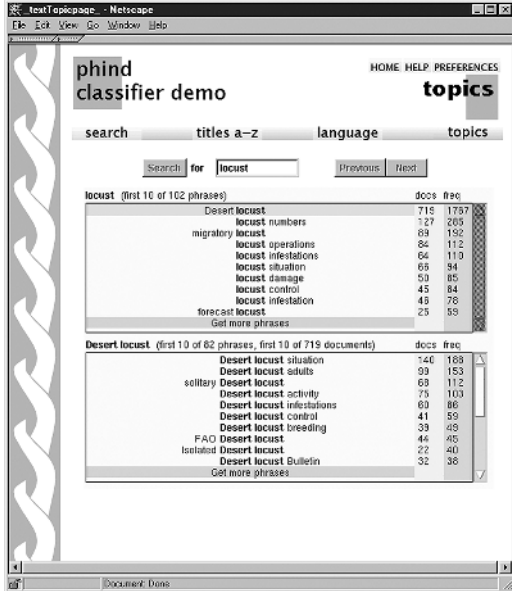 _textTopicpage_ - Netscape
File Edit View Go Window Help
phind
classifier demo
HOME HELP PREFERENCES
topics
search titles a–z language topics
Search for locust Previous Next
locust (first 10 of 102 phrases) docs freq
Desert locust 719 1767
locust numbers 127 265
migratory locust 89 192
locust operations 84 112
locust infestations 64 110
locust situation 66 94
locust damage 50 85
locust control 45 84
locust infestation 46 78
forecast locust 25 59
Get more phrases
Desert locust (first 10 of 82 phrases, first 10 of 719 documents) docs freq
Desert locust situation 140 188
Desert locust adults 99 153
solitary Desert locust 68 112
Desert locust activity 75 103
Desert locust infestations 60 86
Desert locust control 41 59
Desert locust breeding 39 49
FAO Desert locust 44 45
Isolated Desert locust 22 40
Desert locust Bulletin 32 38
Get more phrases
Document: Done